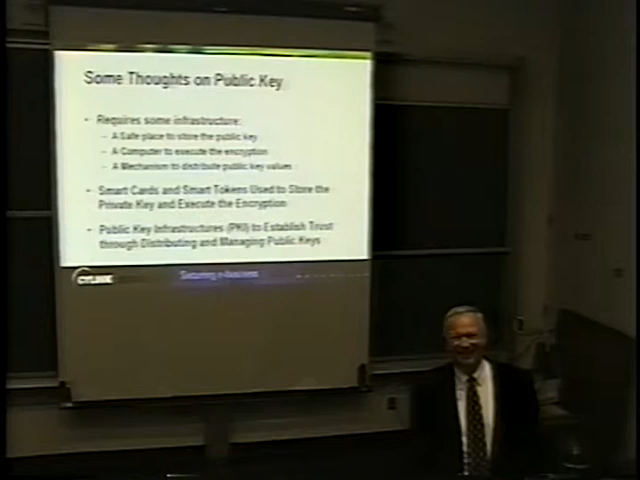 Some Thoughts on Public Key
- Requires some infrastructure:
– A Safe place to store the public key
– A Computer to execute the encryption
– A Mechanism to distribute public key values
- Smart Cards and Smart Tokens Used to Store the
Private Key and Execute the Encryption
- Public Key Infrastructures (PKI) to Establish Trust
through Distributing and Managing Public Keys
CYLINK
Securing e-business